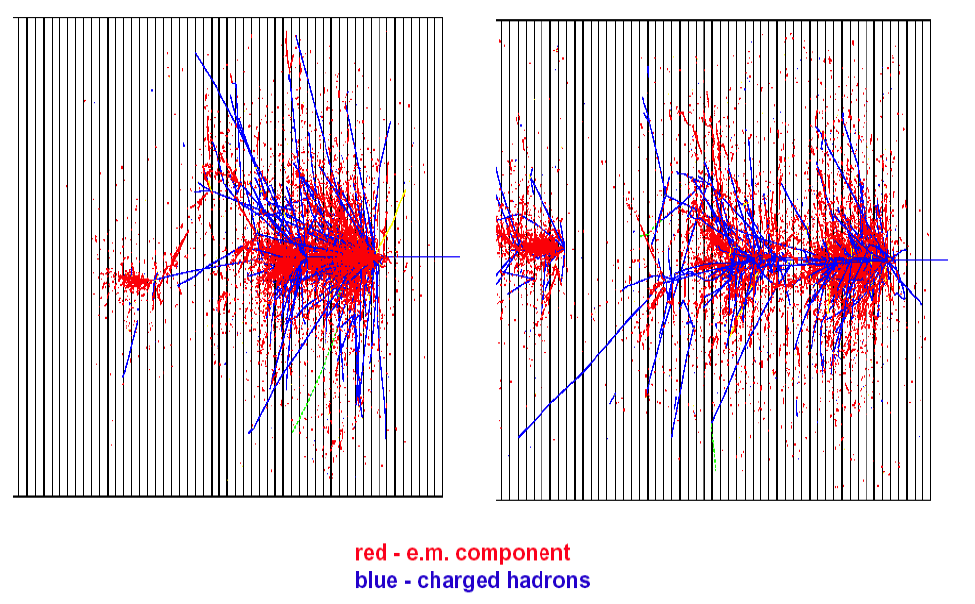 red - e.m. component
blue - charged hadrons